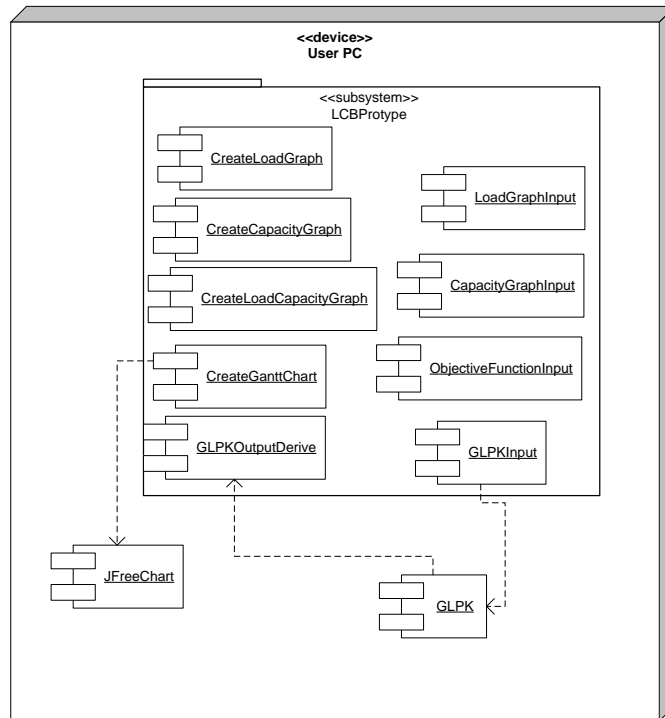 <<device>>
User PC
<<subsystem>>
LCBProtype
CreateLoadGraph
LoadGraphInput
CreateCapacityGraph
CapacityGraphInput
CreateLoadCapacityGraph
CreateGanttChart
ObjectiveFunctionInput
GLPKOutputDerive
GLPKInput
JFreeChart
GLPK